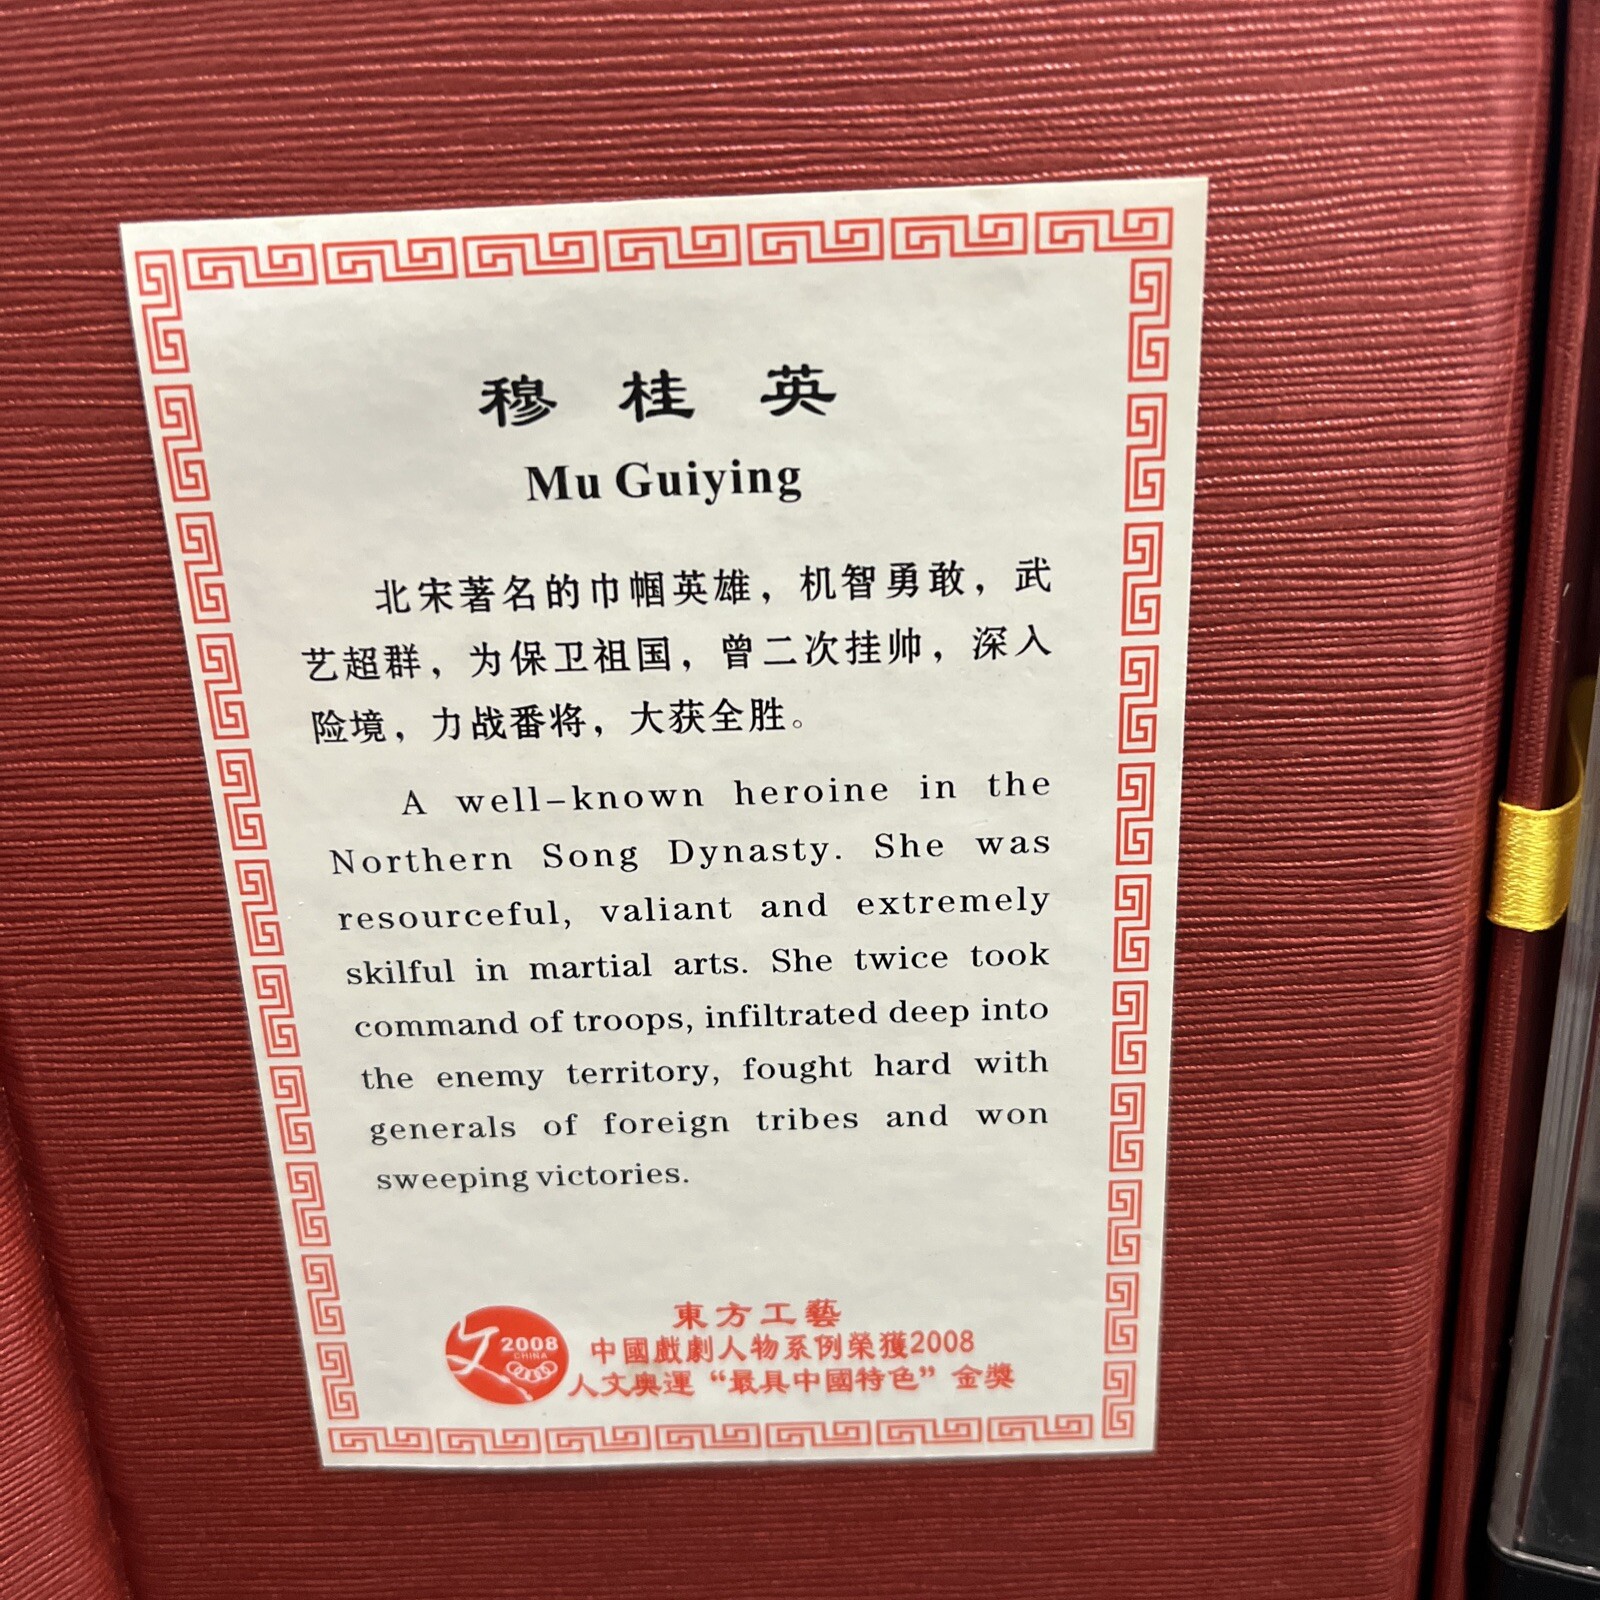 穆桂英
Mu Guiying
北宋著名的巾帼英雄，机智勇敢，武
艺超群，为保卫祖国，曾二次挂帅，深入
险境，力战番将，大获全胜。
A well-known heroine in the
Northern Song Dynasty. She was
resourceful, valiant and extremely
skilful in martial arts. She twice took
command of troops, infiltrated deep into
the enemy territory, fought hard with
generals of foreign tribes and won
sweeping victories.
2008
CHINA
東方工藝
中國戲劇人物系例榮獲2008
人文奥運“最具中國特色”金獎